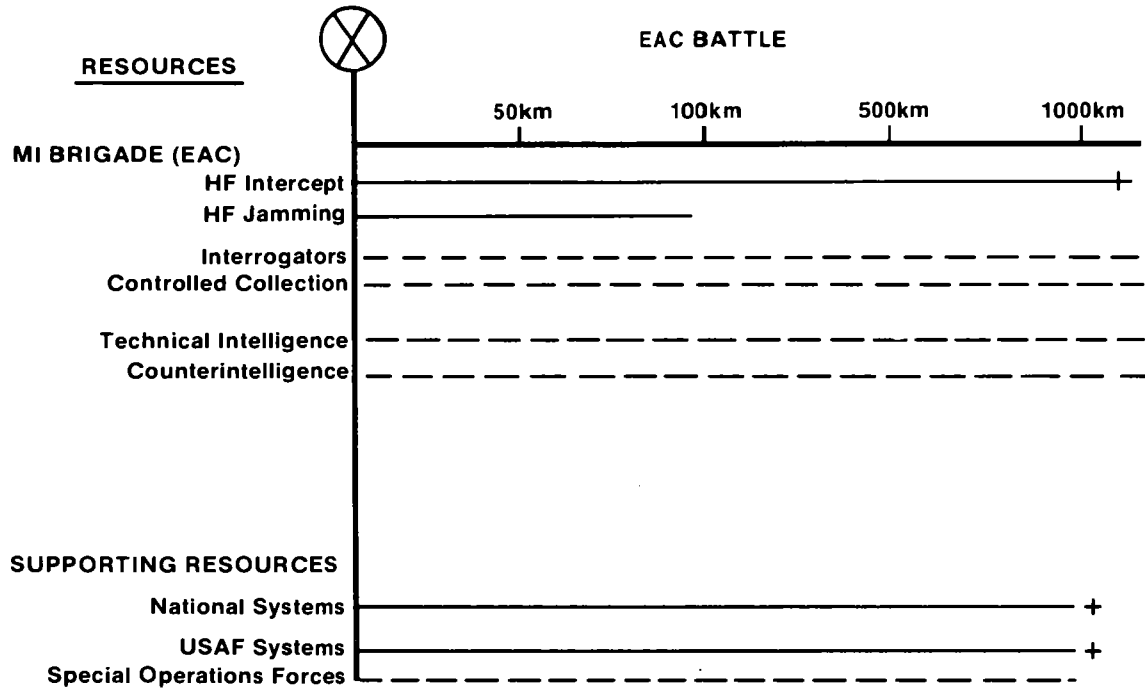 EAC BATTLE
RESOURCES
50km 100km 500km 1000km
MI BRIGADE (EAC)
HF Intercept +
HF Jamming
Interrogators
Controlled Collection
Technical Intelligence
Counterintelligence
SUPPORTING RESOURCES
National Systems +
USAF Systems +
Special Operations Forces